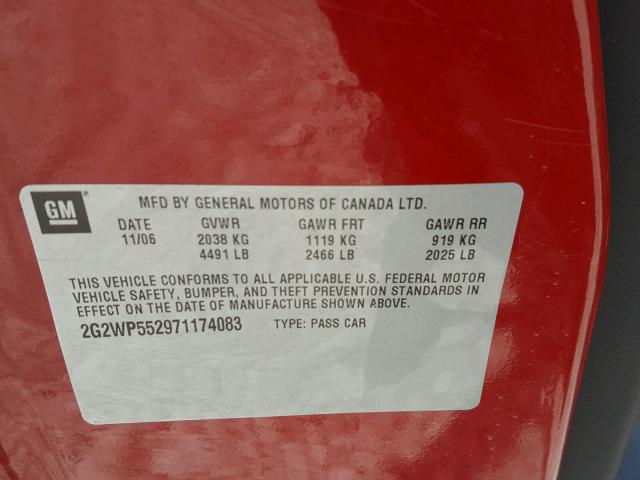 GM
MFD BY GENERAL MOTORS OF CANADA LTD.
DATE GVWR GAWR FRT GAWR RR
11/06 2038 KG 1119 KG 919 KG
4491 LB 2466 LB 2025 LB
THIS VEHICLE CONFORMS TO ALL APPLICABLE U.S. FEDERAL MOTOR
VEHICLE SAFETY, BUMPER, AND THEFT PREVENTION STANDARDS IN
EFFECT ON THE DATE OF MANUFACTURE SHOWN ABOVE.
2G2WP552971174083 TYPE: PASS CAR